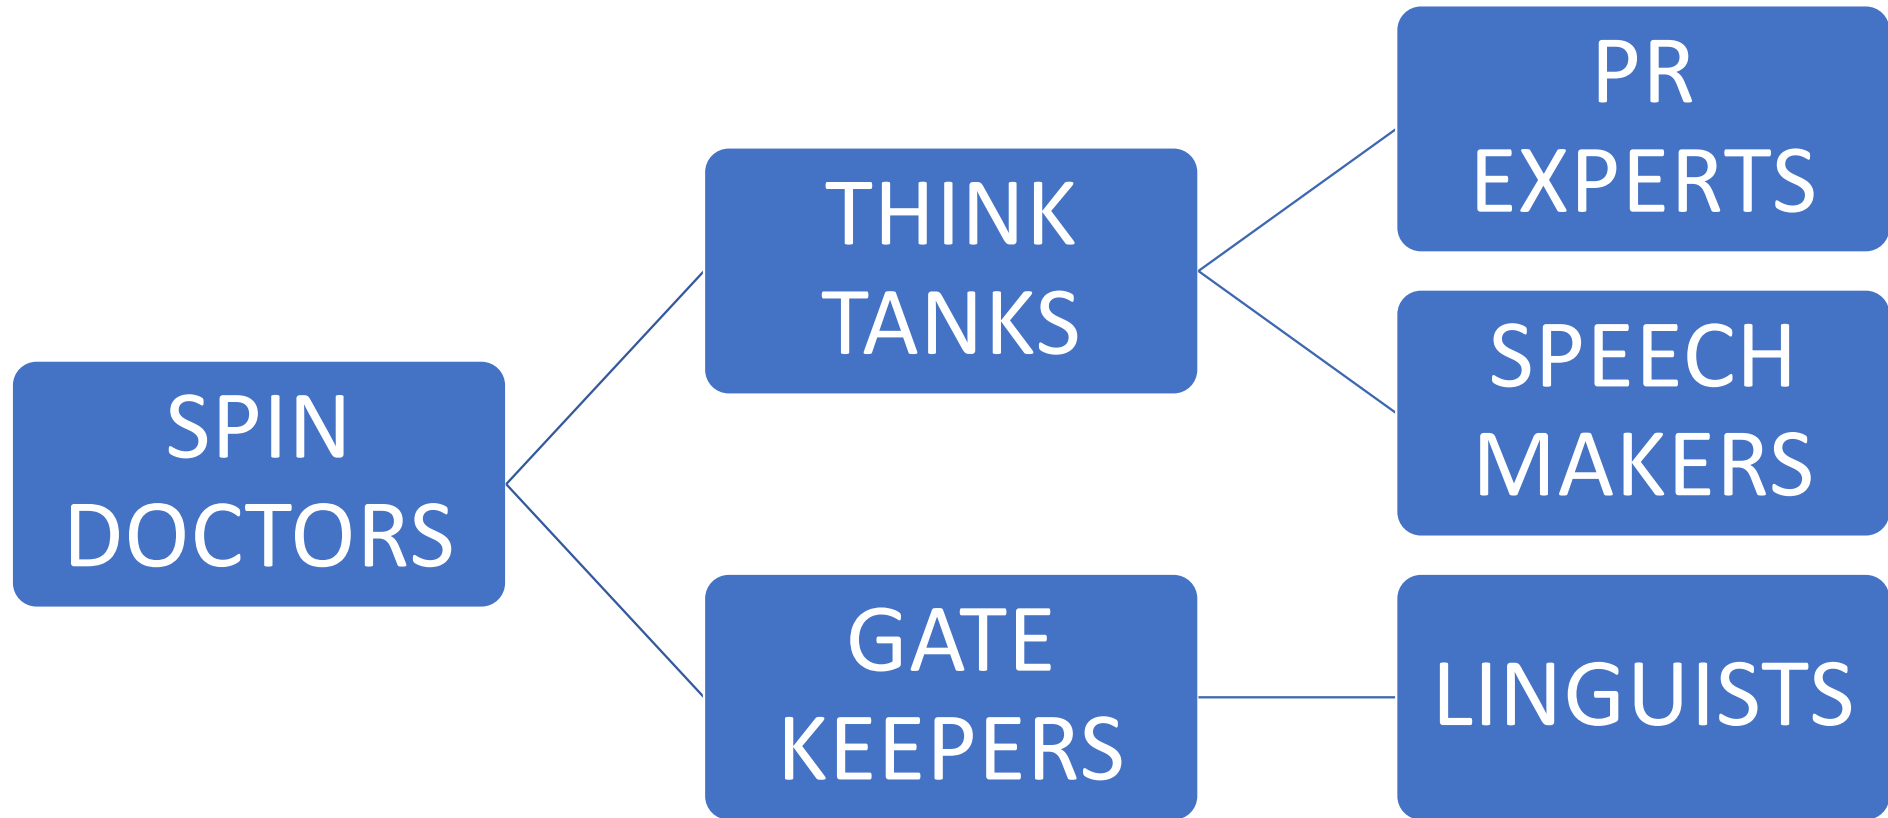 SPIN
DOCTORS
THINK
TANKS
PR
EXPERTS
SPEECH
MAKERS
GATE
KEEPERS
LINGUISTS